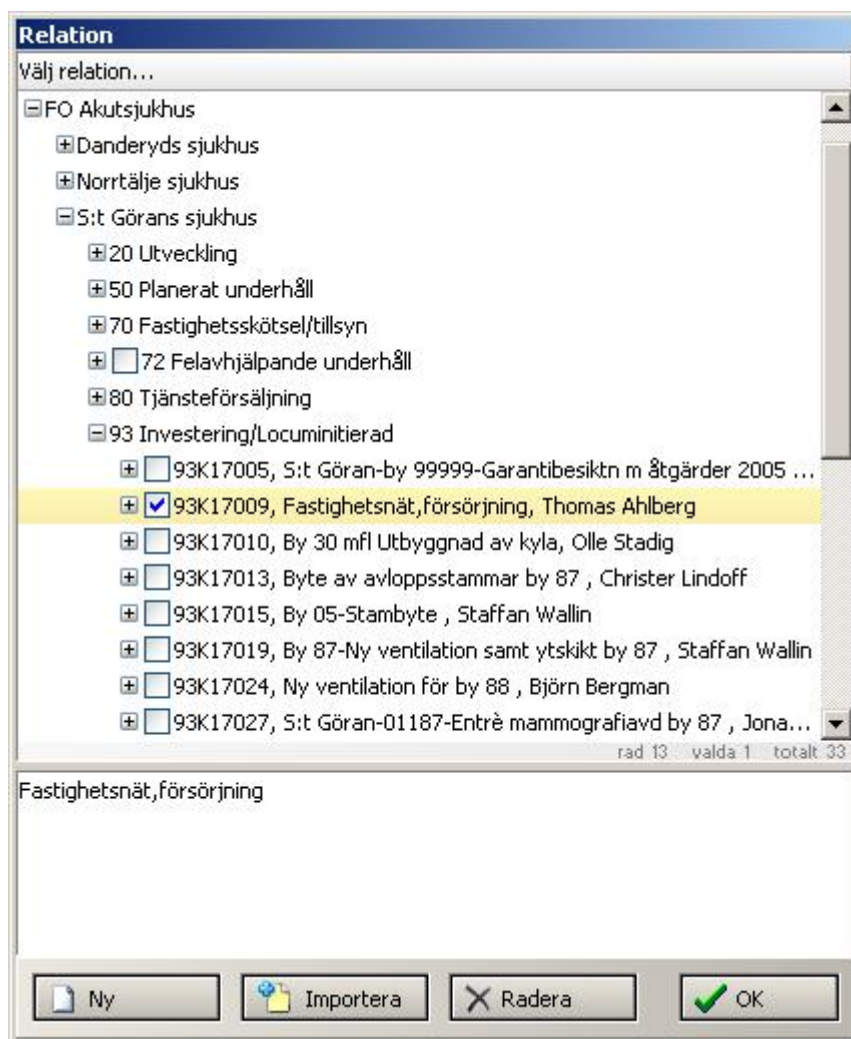 Relation
Välj relation...
FO Akutsjukhus
Danderyds sjukhus
Norrtälje sjukhus
S:t Görans sjukhus
20 Utveckling
50 Planerat underhåll
70 Fastighetsskötsel/tillsyn
72 Felavhjälpande underhåll
80 Tjänsteförsäljning
93 Investering/Locuminitierad
93K17005, S:t Göran-by 99999-Garantibesiktn m åtgärder 2005 ...
93K17009, Fastighetsnät,försörjning, Thomas Ahlberg
93K17010, By 30 mfl Utbyggnad av kyla, Olle Stadig
93K17013, Byte av avloppsstammar by 87 , Christer Lindoff
93K17015, By 05-Stambyte , Staffan Wallin
93K17019, By 87-Ny ventilation samt ytskikt by 87 , Staffan Wallin
93K17024, Ny ventilation för by 88 , Björn Bergman
93K17027, S:t Göran-01187-Entrè mammografiavd by 87 , Jona...
rad 13 valda 1 totalt 33
Fastighetsnät,försörjning
Ny Importera Radera OK